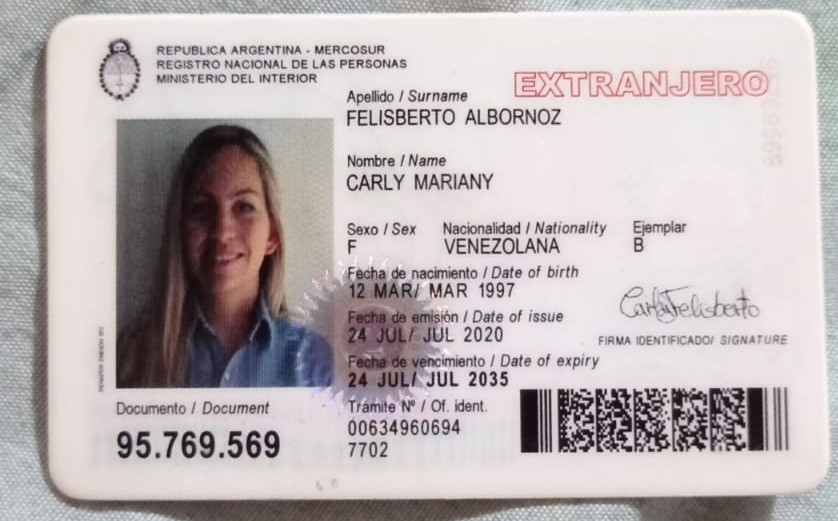 REPUBLICA ARGENTINA - MERCOSUR
REGISTRO NACIONAL DE LAS PERSONAS
MINISTERIO DEL INTERIOR
EXTRANJERO
Apellido / Surname
FELISBERTO ALBORNOZ
Nombre / Name
CARLY MARIANY
Sexo / Sex Nacionalidad / Nationality Ejemplar
F VENEZOLANA B
Fecha de nacimiento / Date of birth
12 MAR/ MAR 1997
Fecha de emisión / Date of issue
24 JUL/ JUL 2020
CarlyFelisberto
FIRMA IDENTIFICADO/ SIGNATURE
Fecha de vencimiento / Date of expiry
24 JUL/ JUL 2035
Documento / Document
95.769.569
Trámite Nº / Of. ident.
00634960694
7702